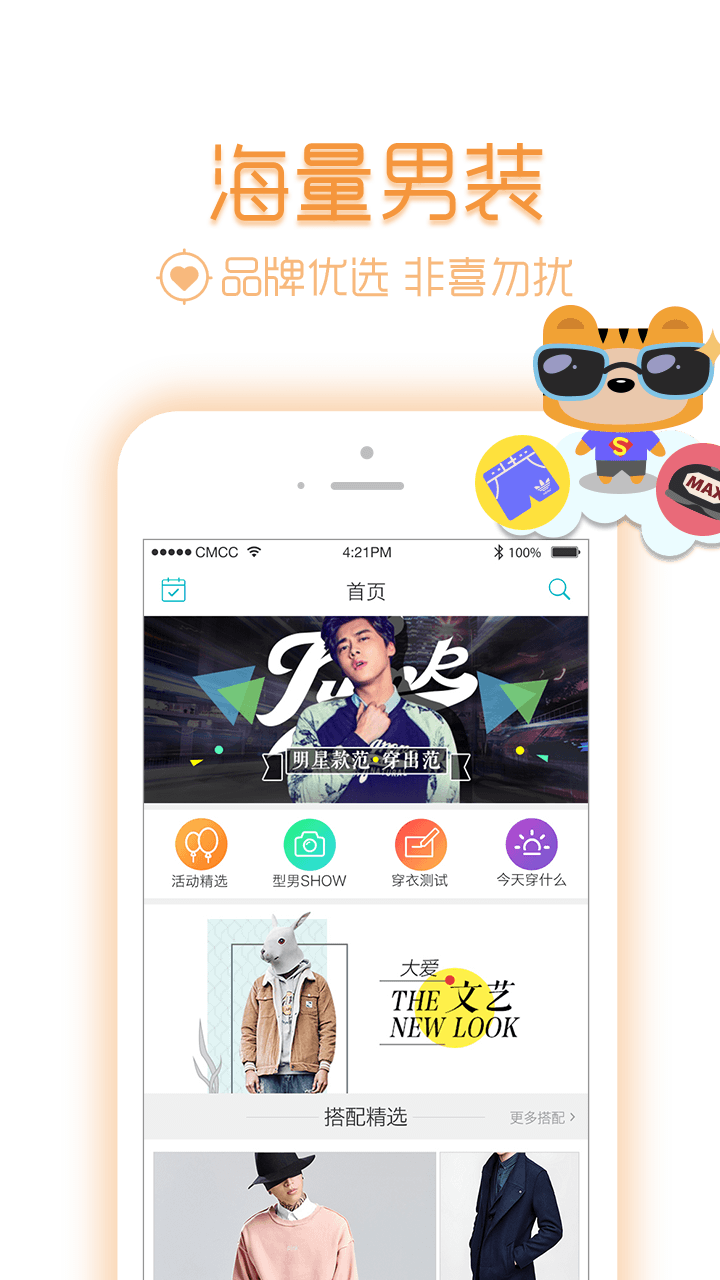 海量男装
品牌优选 非喜勿扰
S
MAX
CMCC 4:21PM 100%
首页
明星款范·穿出范
活动精选 型男SHOW 穿衣测试 今天穿什么
大爱
THE 文艺
NEW LOOK
搭配精选 更多搭配 >